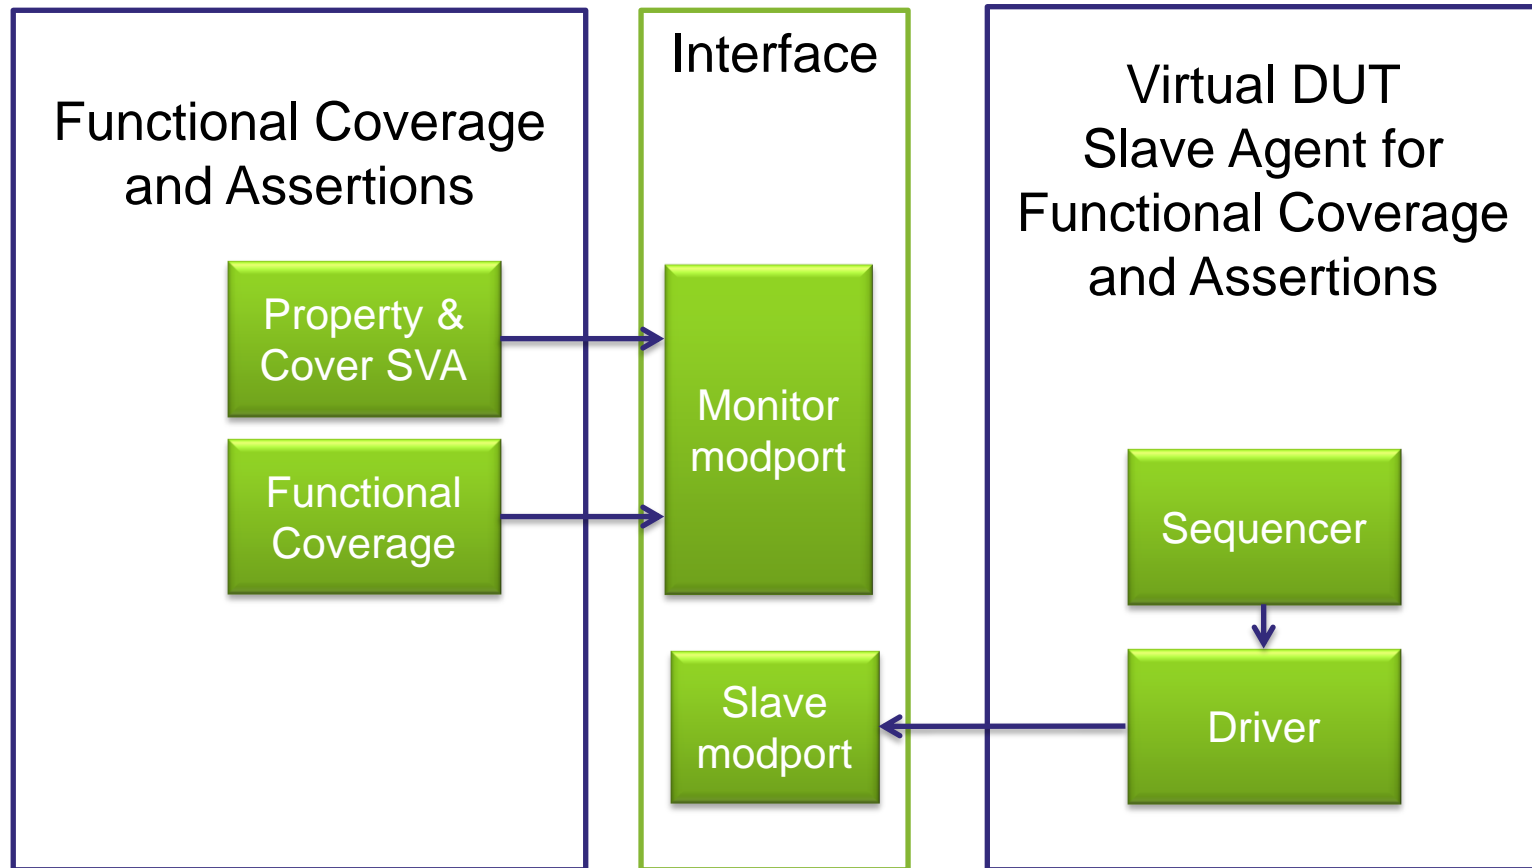 Functional Coverage
and Assertions
Property &
Cover SVA
Functional
Coverage
Interface
Monitor
modport
Slave
modport
Virtual DUT
Slave Agent for
Functional Coverage
and Assertions
Sequencer
Driver